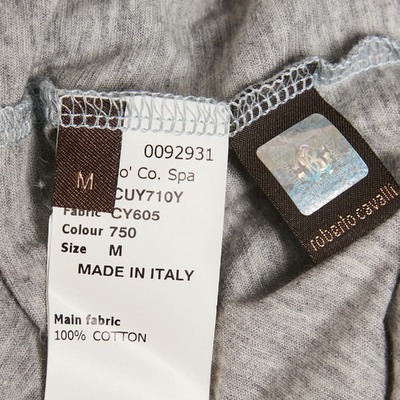 M
0092931
o' Co. Spa
CUY710Y
Fabric CY605
Colour 750
Size M
MADE IN ITALY
Main fabric
100% COTTON
roberto cavalli